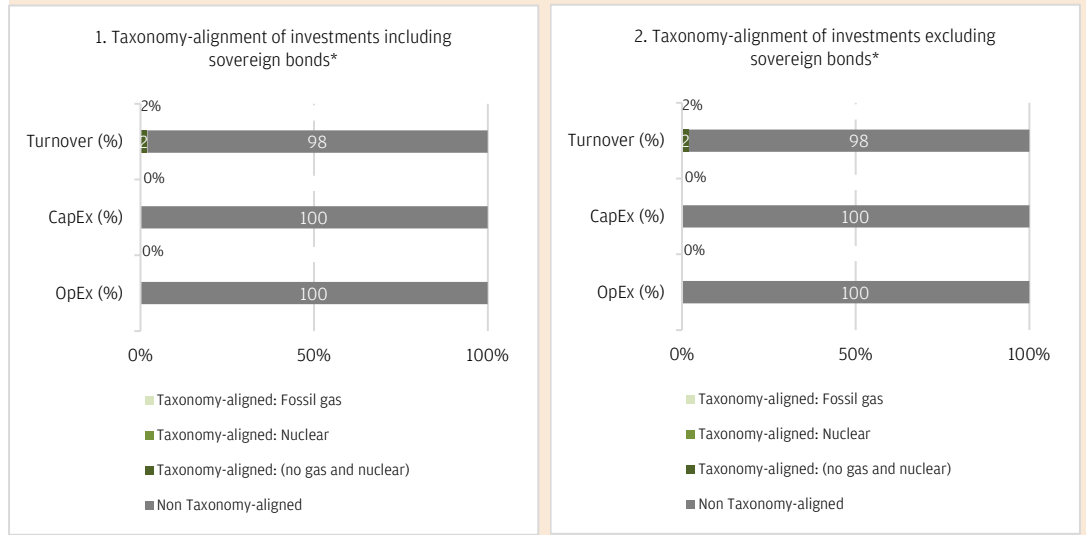 1. Taxonomy-alignment of investments including
sovereign bonds*
2%
Turnover (%)
2
98
0%
CapEx (%)
100
0%
OpEx (%)
100
0%
50%
100%
Taxonomy-aligned: Fossil gas
Taxonomy-aligned: Nuclear
Taxonomy-aligned: (no gas and nuclear)
Non Taxonomy-aligned
2. Taxonomy-alignment of investments excluding
sovereign bonds*
2%
Turnover (%)
2
98
0%
CapEx (%)
100
0%
OpEx (%)
100
0%
50%
100%
Taxonomy-aligned: Fossil gas
Taxonomy-aligned: Nuclear
Taxonomy-aligned: (no gas and nuclear)
Non Taxonomy-aligned